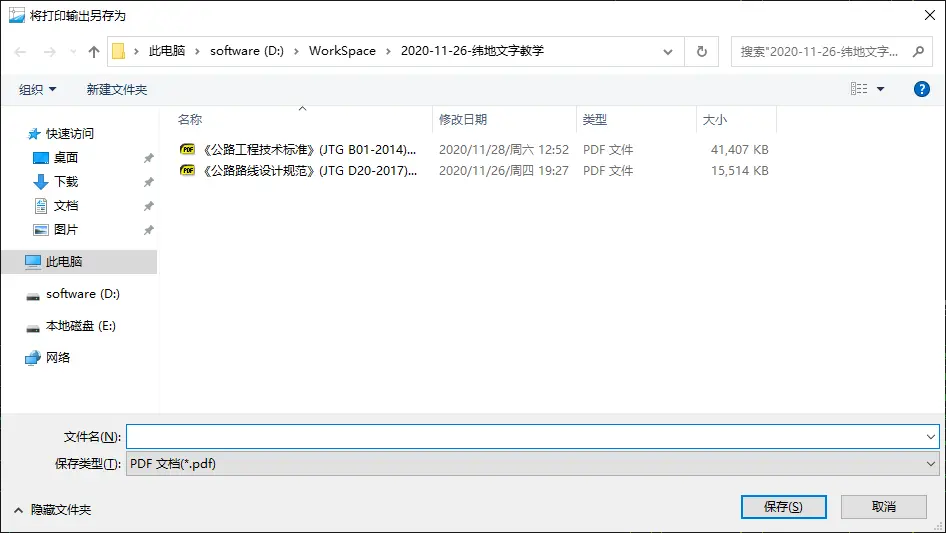 将打印输出另存为
此电脑 › software (D:) › WorkSpace › 2020-11-26-纬地文字教学
搜索"2020-11-26-纬地文字...
组织 新建文件夹
名称 修改日期 类型 大小
快速访问
桌面
下载
文档
图片
此电脑
software (D:)
本地磁盘 (E:)
网络
PDF 《公路工程技术标准》(JTG B01-2014)... 2020/11/28/周六 12:52 PDF 文件 41,407 KB
PDF 《公路路线设计规范》(JTG D20-2017)... 2020/11/26/周四 19:27 PDF 文件 15,514 KB
文件名(N):
保存类型(T): PDF 文档(*.pdf)
隐藏文件夹 保存(S) 取消